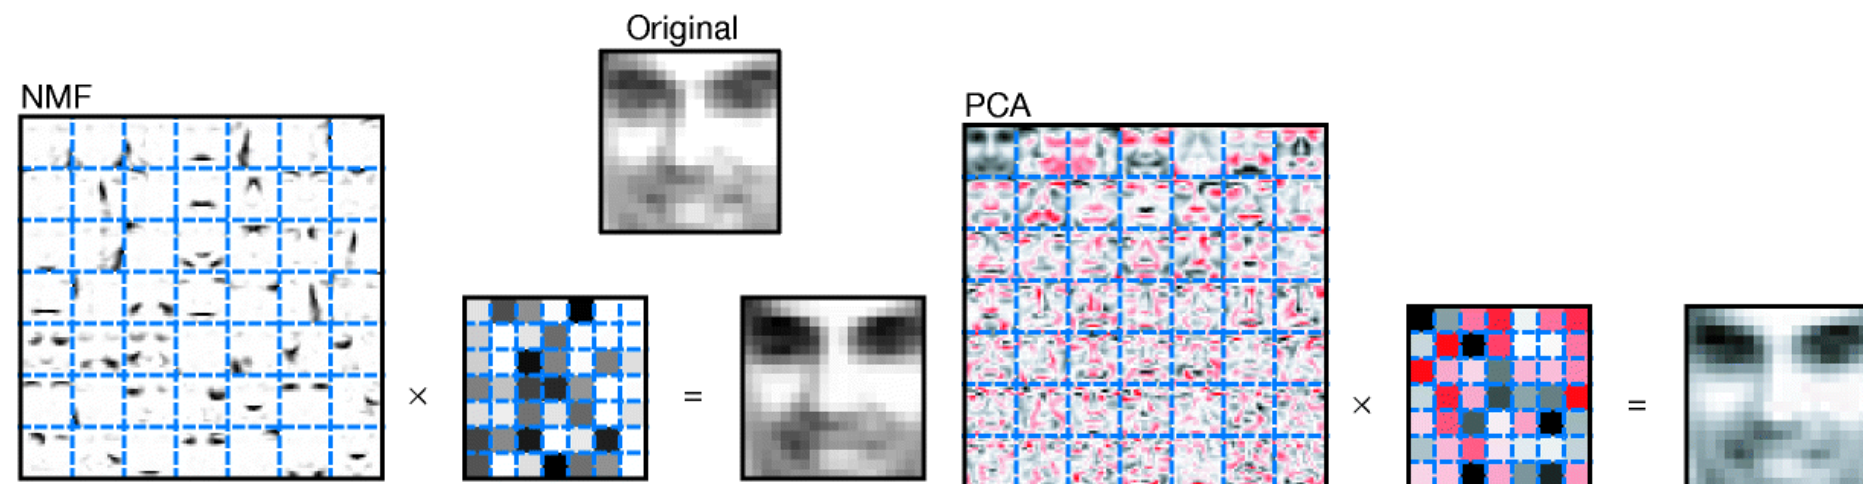 Original
NMF
PCA
× =
× =